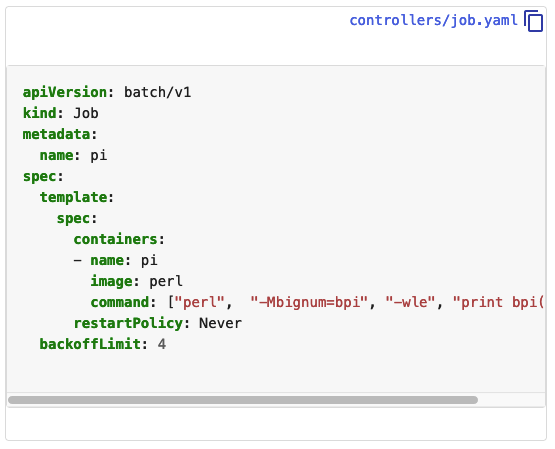 controllers/job.yaml
apiVersion: batch/v1
kind: Job
metadata:
  name: pi
spec:
  template:
    spec:
      containers:
      - name: pi
        image: perl
        command: ["perl",  "-Mbignum=bpi", "-wle", "print bpi(
      restartPolicy: Never
  backoffLimit: 4